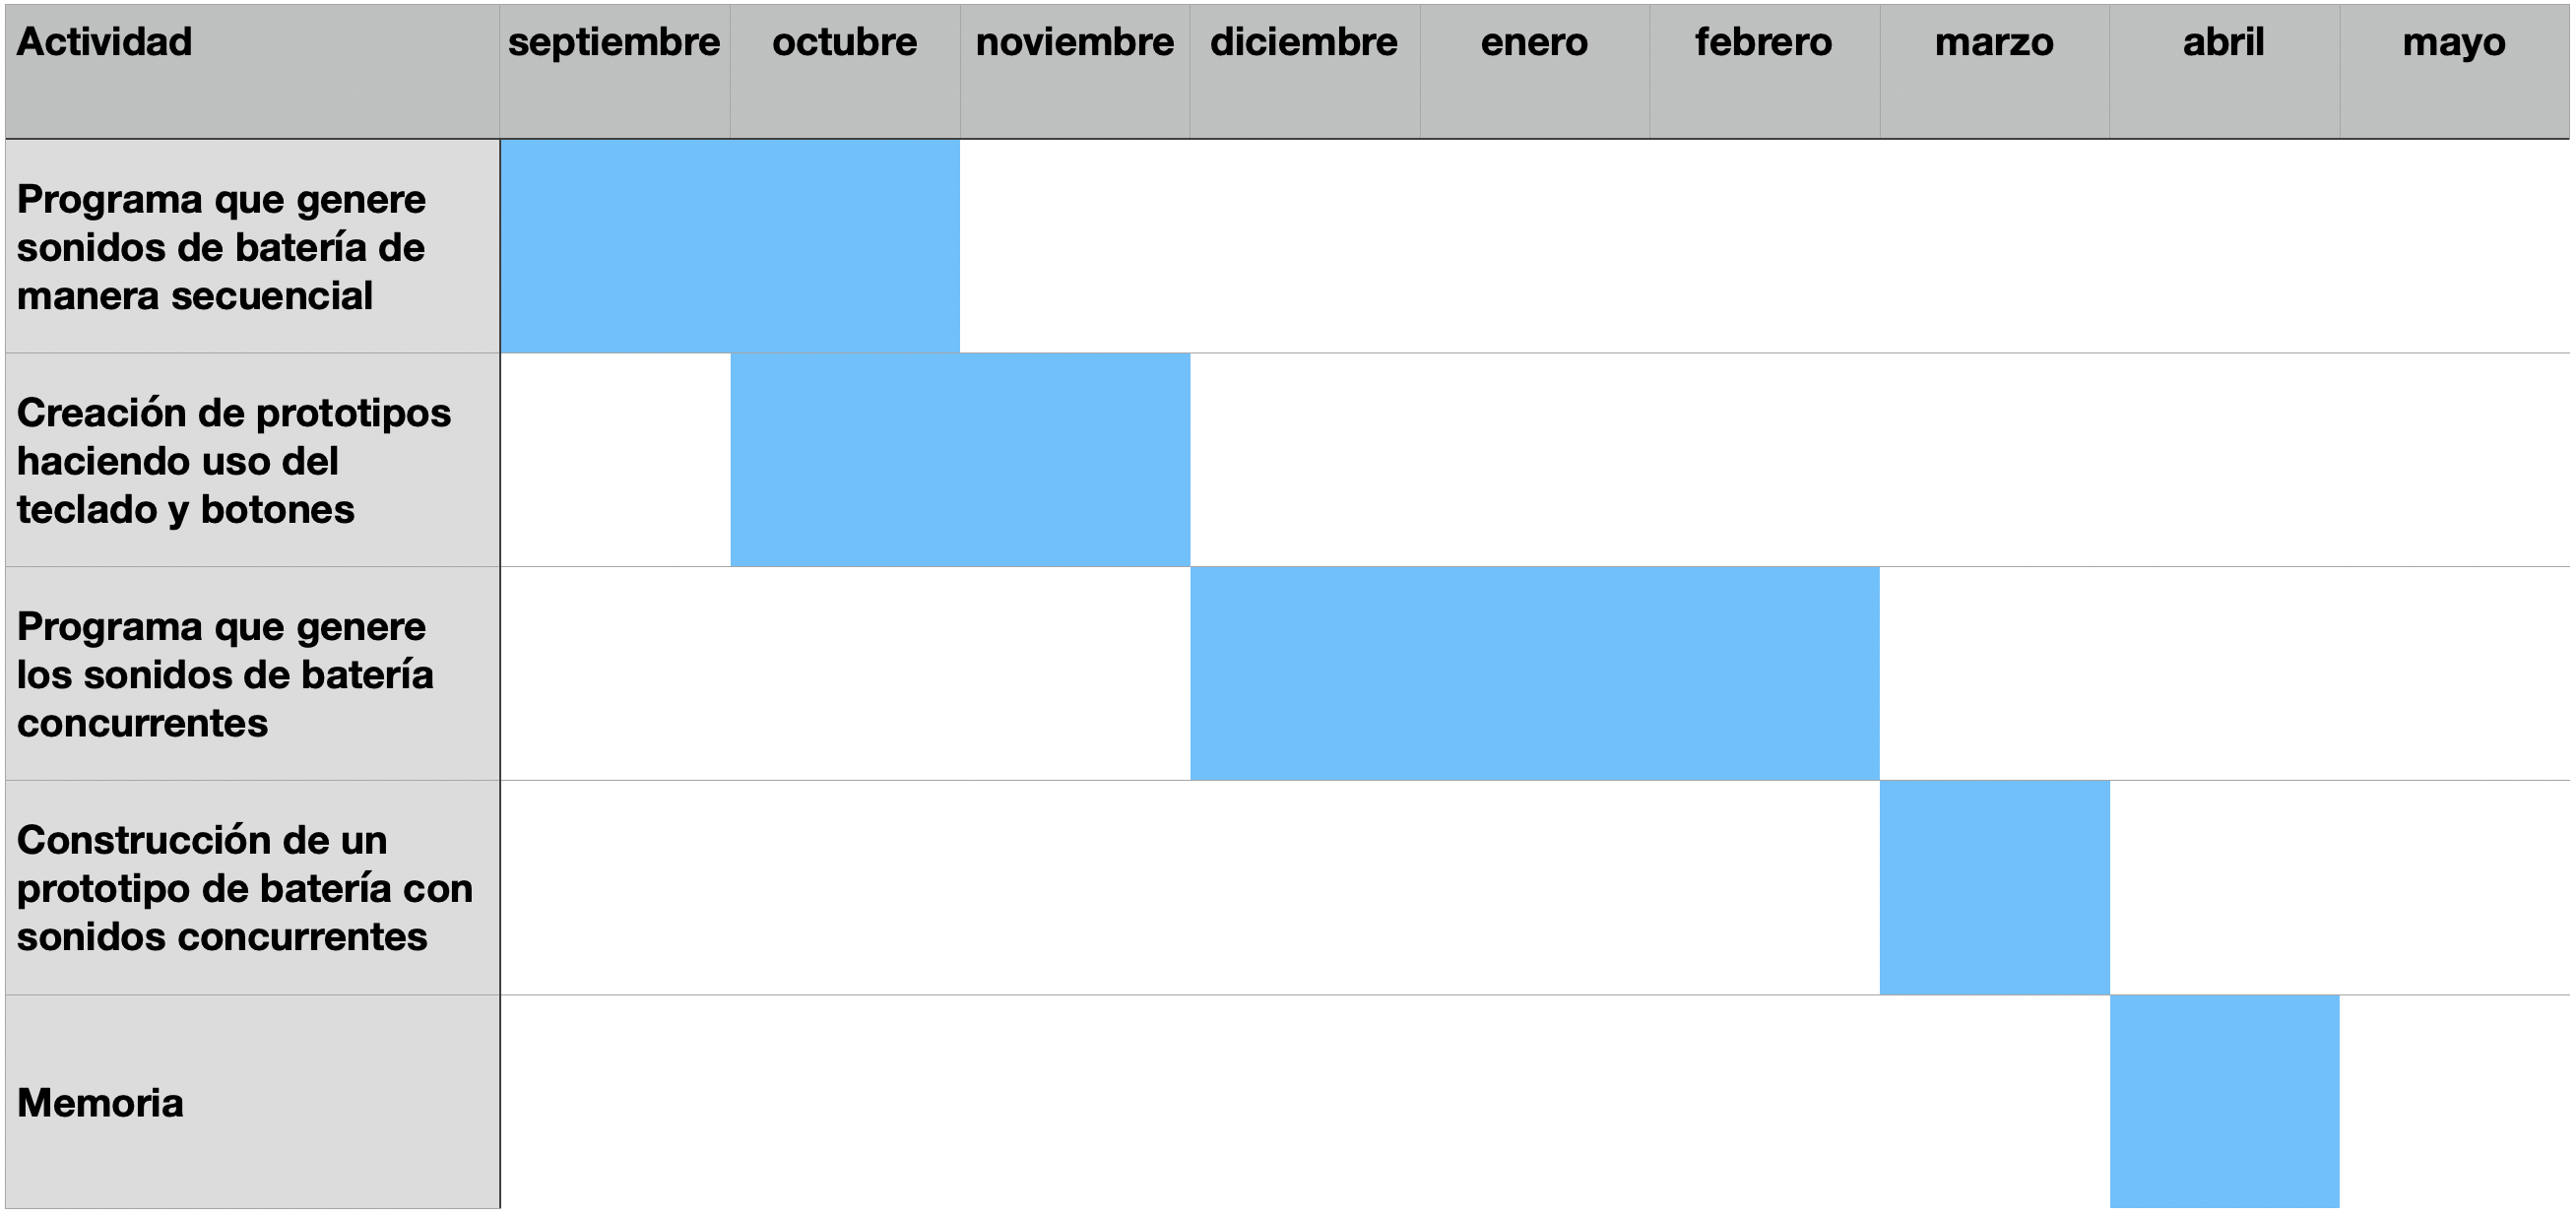 Actividad septiembre octubre noviembre diciembre enero febrero marzo abril mayo
Programa que genere
sonidos de batería de
manera secuencial
Creación de prototipos
haciendo uso del
teclado y botones
Programa que genere
los sonidos de batería
concurrentes
Construcción de un
prototipo de batería con
sonidos concurrentes
Memoria